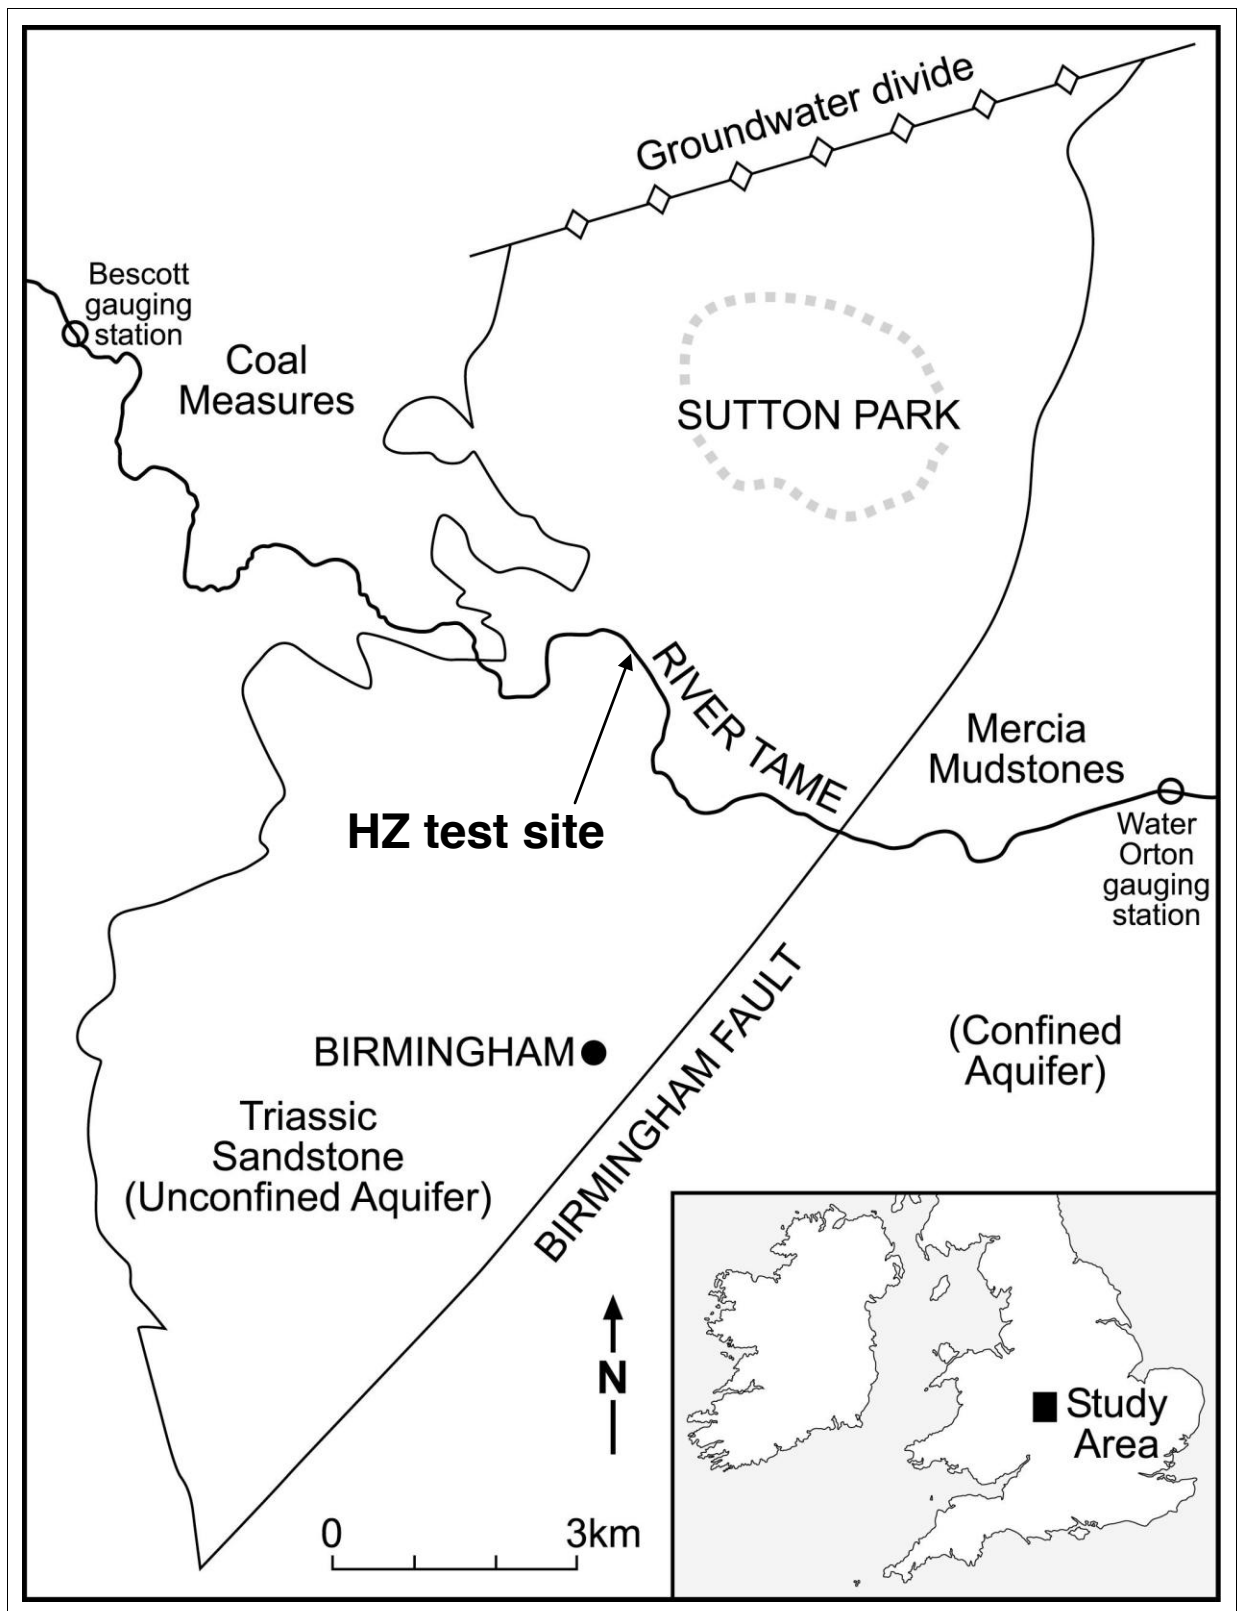 Groundwater divide
Bescott
gauging
station
Coal
Measures
SUTTON PARK
RIVER TAME
Mercia
Mudstones
HZ test site
Water
Orton
gauging
station
BIRMINGHAM FAULT
(Confined
Aquifer)
BIRMINGHAM
Triassic
Sandstone
(Unconfined Aquifer)
N
Study
Area
0 3km